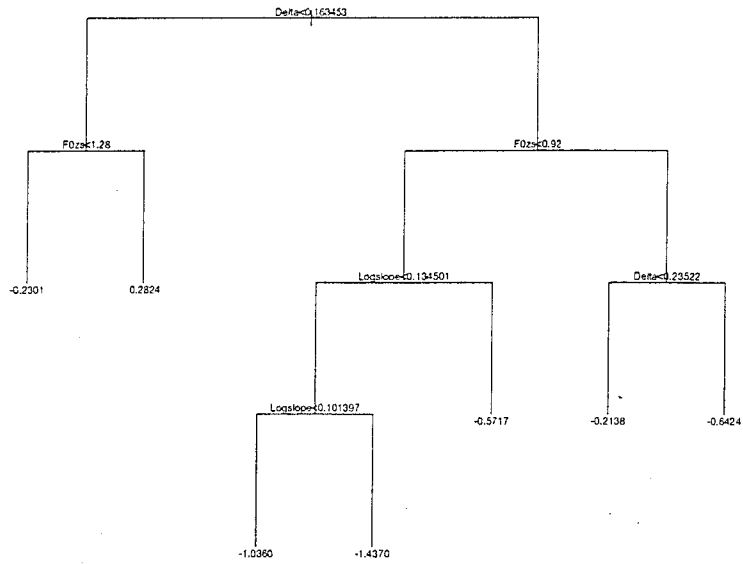 Delta<0.163453
F0zs<1.28
F0zs<0.92
-0.2301
0.2824
Logslope<0.134501
Delta<0.23522
Logslope<0.101397
-0.5717
-0.2138
-0.6424
-1.0360
-1.4370